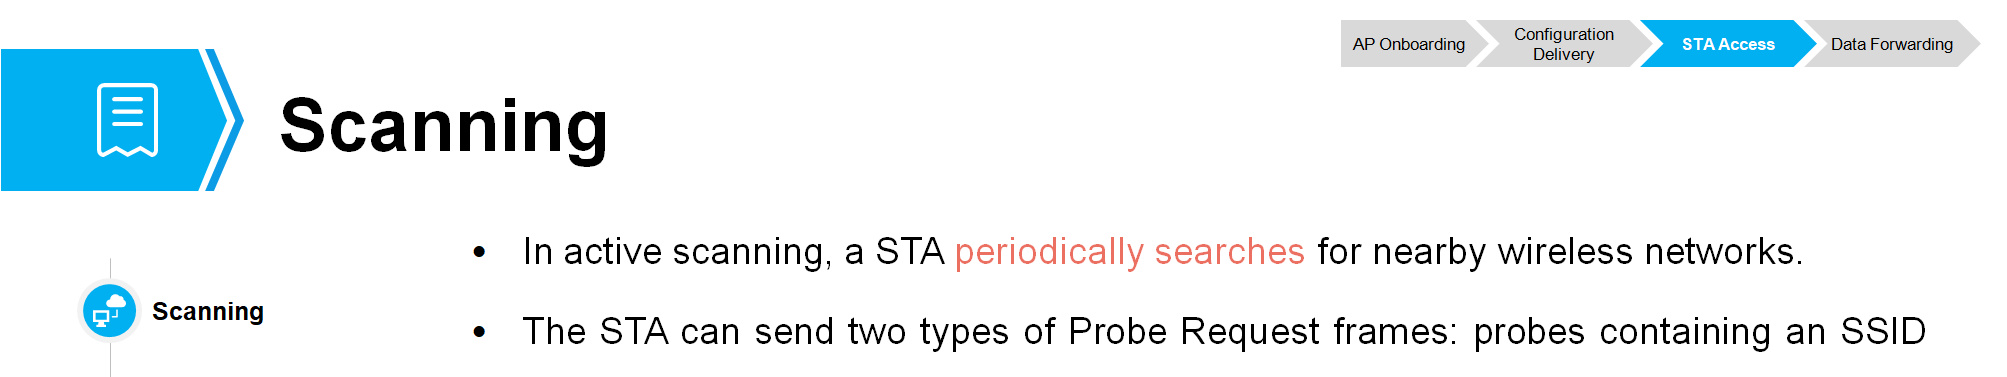 AP Onboarding
Configuration
Delivery
STA Access
Data Forwarding
Scanning
• In active scanning, a STA periodically searches for nearby wireless networks.
Scanning
• The STA can send two types of Probe Request frames: probes containing an SSID